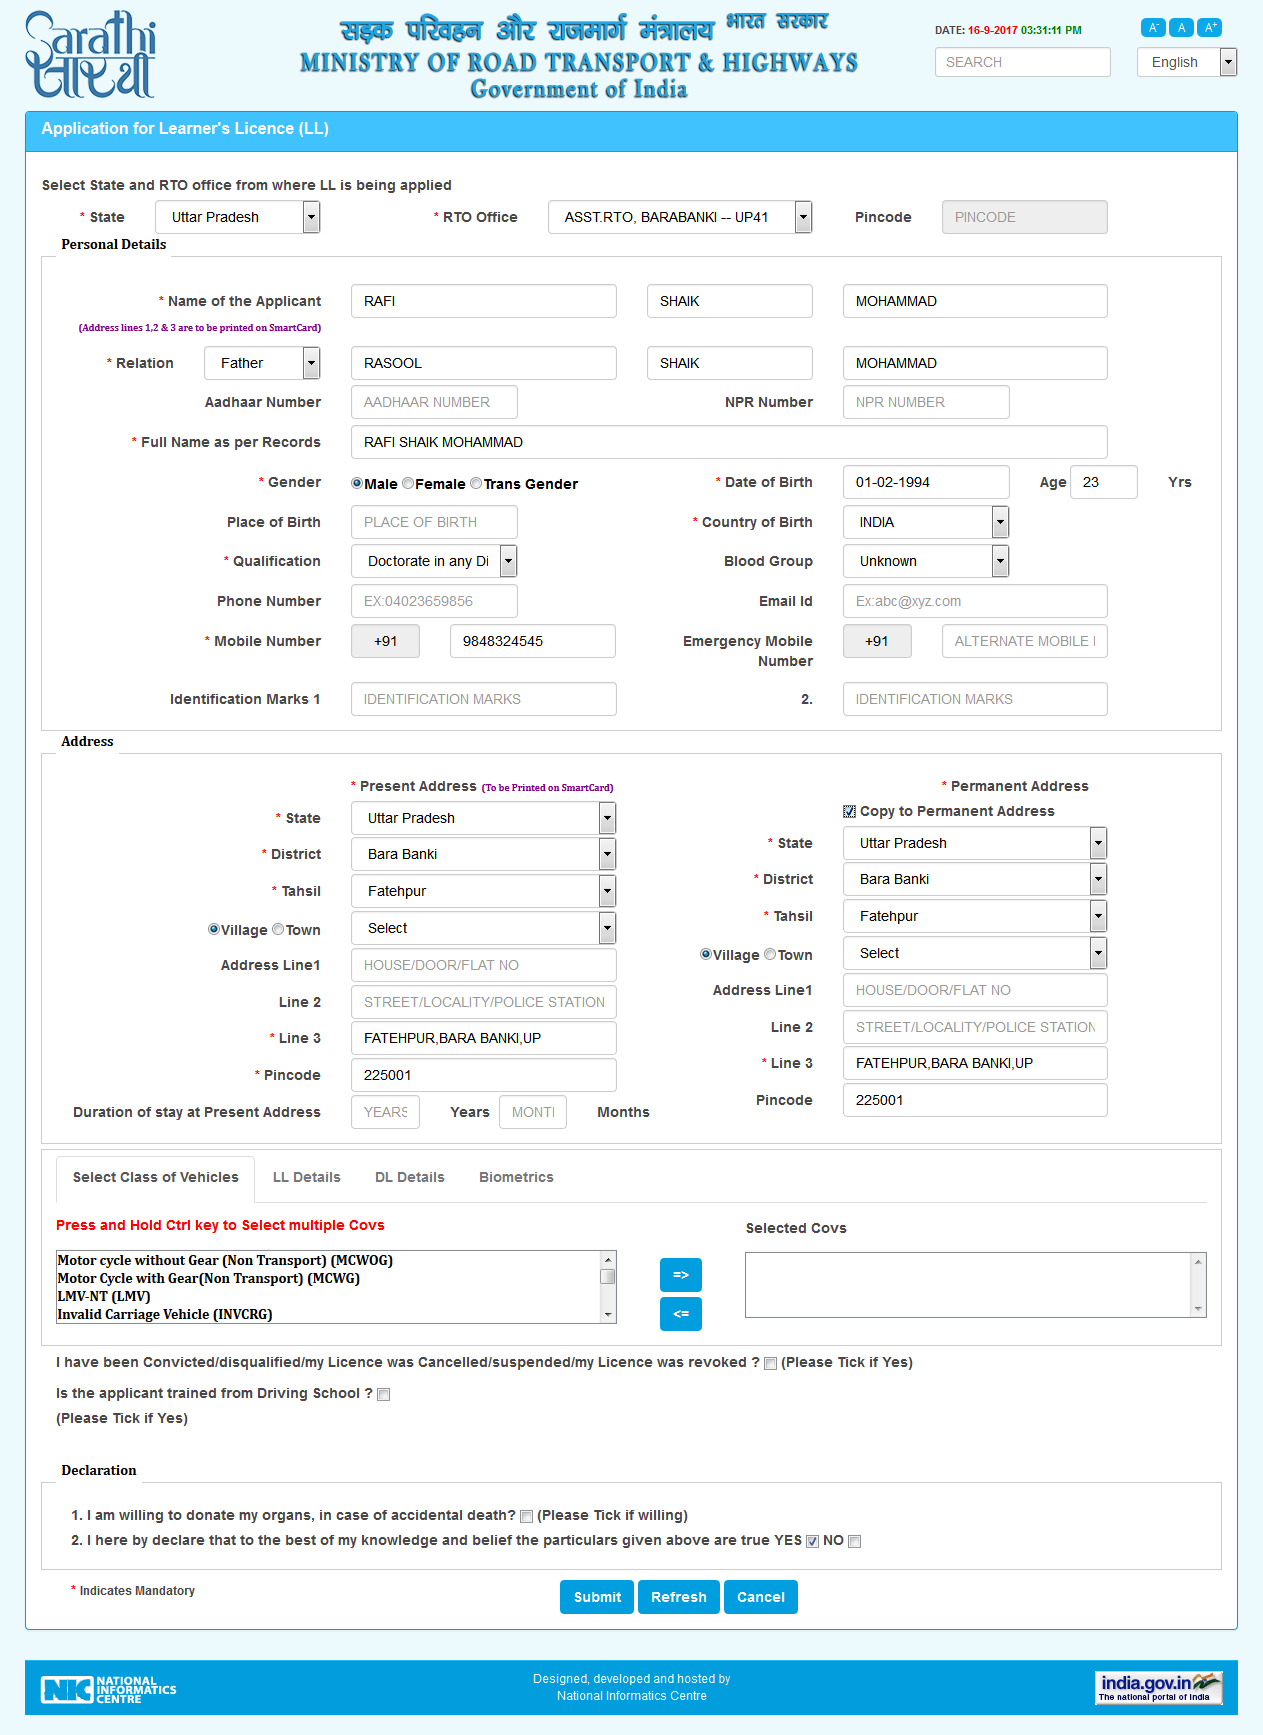 Sarathi
सारथी
सड़क परिवहन और राजमार्ग मंत्रालय भारत सरकार
MINISTRY OF ROAD TRANSPORT & HIGHWAYS
Government of India
DATE: 16-9-2017 03:31:11 PM
A- A A+
SEARCH English
Application for Learner's Licence (LL)
Select State and RTO office from where LL is being applied
* State Uttar Pradesh * RTO Office ASST.RTO, BARABANKI -- UP41 Pincode PINCODE
Personal Details
* Name of the Applicant RAFI SHAIK MOHAMMAD
(Address lines 1,2 & 3 are to be printed on SmartCard)
* Relation Father RASOOL SHAIK MOHAMMAD
Aadhaar Number AADHAAR NUMBER NPR Number NPR NUMBER
* Full Name as per Records RAFI SHAIK MOHAMMAD
* Gender Male Female Trans Gender * Date of Birth 01-02-1994 Age 23 Yrs
Place of Birth PLACE OF BIRTH * Country of Birth INDIA
* Qualification Doctorate in any Di Blood Group Unknown
Phone Number EX:04023659856 Email Id Ex:abc@xyz.com
* Mobile Number +91 9848324545 Emergency Mobile Number +91 ALTERNATE MOBILE
Identification Marks 1 IDENTIFICATION MARKS 2. IDENTIFICATION MARKS
Address
* Present Address (To be Printed on SmartCard)
* State Uttar Pradesh
* District Bara Banki
* Tahsil Fatehpur
Village Town Select
Address Line1 HOUSE/DOOR/FLAT NO
Line 2 STREET/LOCALITY/POLICE STATION
* Line 3 FATEHPUR,BARA BANKI,UP
* Pincode 225001
Duration of stay at Present Address YEARS Years MONTH Months
* Permanent Address
Copy to Permanent Address
* State Uttar Pradesh
* District Bara Banki
* Tahsil Fatehpur
Village Town Select
Address Line1 HOUSE/DOOR/FLAT NO
Line 2 STREET/LOCALITY/POLICE STATION
* Line 3 FATEHPUR,BARA BANKI,UP
Pincode 225001
Select Class of Vehicles LL Details DL Details Biometrics
Press and Hold Ctrl key to Select multiple Covs
Motor cycle without Gear (Non Transport) (MCWOG)
Motor Cycle with Gear(Non Transport) (MCWG)
LMV-NT (LMV)
Invalid Carriage Vehicle (INVCRG)
=>
<=
Selected Covs
I have been Convicted/disqualified/my Licence was Cancelled/suspended/my Licence was revoked ? (Please Tick if Yes)
Is the applicant trained from Driving School ?
(Please Tick if Yes)
Declaration
1. I am willing to donate my organs, in case of accidental death? (Please Tick if willing)
2. I here by declare that to the best of my knowledge and belief the particulars given above are true YES NO
* Indicates Mandatory
Submit Refresh Cancel
NIC NATIONAL INFORMATICS CENTRE
Designed, developed and hosted by
National Informatics Centre
india.gov.in
The national portal of India